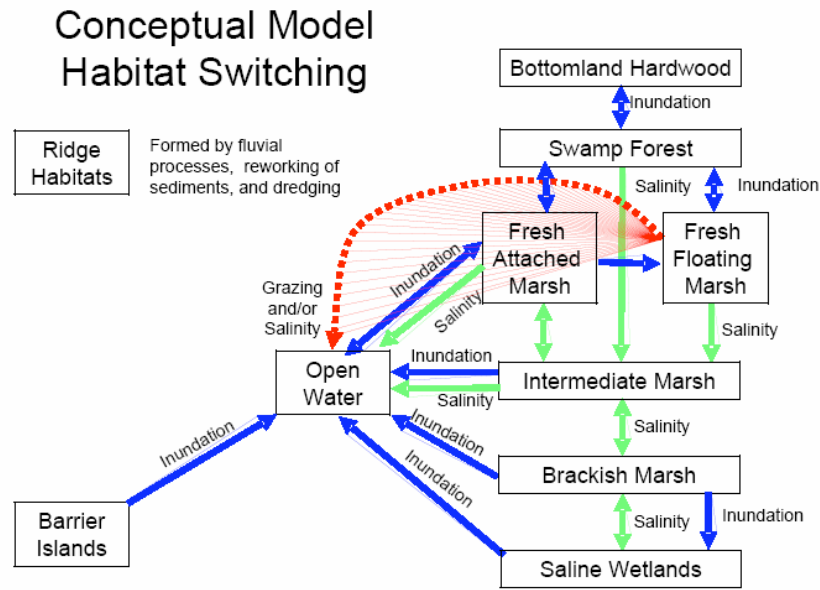 Conceptual Model
Habitat Switching
Bottomland Hardwood
Inundation
Ridge
Habitats
Formed by fluvial
processes, reworking of
sediments, and dredging
Swamp Forest
Salinity
Inundation
Fresh
Attached
Marsh
Fresh
Floating
Marsh
Inundation
Grazing
and/or
Salinity
Salinity
Salinity
Open
Water
Inundation
Intermediate Marsh
Salinity
Salinity
Inundation
Inundation
Inundation
Brackish Marsh
Barrier
Islands
Salinity
Inundation
Saline Wetlands